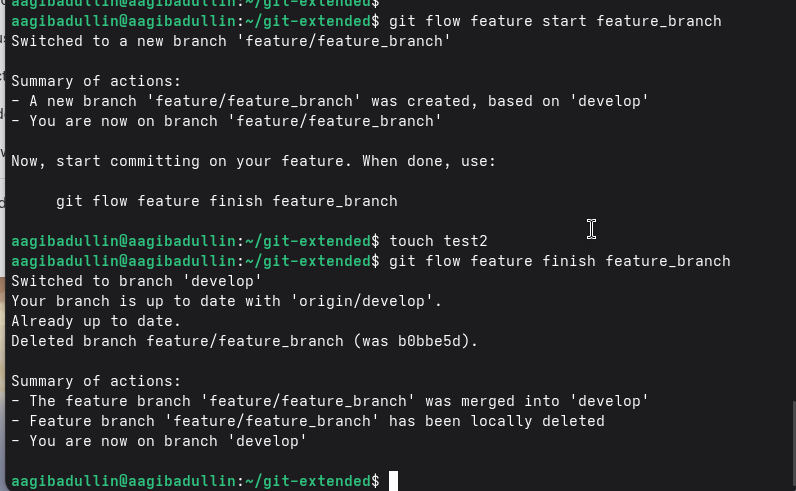 aagibadullin@aagibadullin:~/git-extended$
aagibadullin@aagibadullin:~/git-extended$ git flow feature start feature_branch
Switched to a new branch 'feature/feature_branch'
Summary of actions:
- A new branch 'feature/feature_branch' was created, based on 'develop'
- You are now on branch 'feature/feature_branch'
Now, start committing on your feature. When done, use:
git flow feature finish feature_branch
aagibadullin@aagibadullin:~/git-extended$ touch test2
aagibadullin@aagibadullin:~/git-extended$ git flow feature finish feature_branch
Switched to branch 'develop'
Your branch is up to date with 'origin/develop'.
Already up to date.
Deleted branch feature/feature_branch (was b0bbe5d).
Summary of actions:
- The feature branch 'feature/feature_branch' was merged into 'develop'
- Feature branch 'feature/feature_branch' has been locally deleted
- You are now on branch 'develop'
aagibadullin@aagibadullin:~/git-extended$